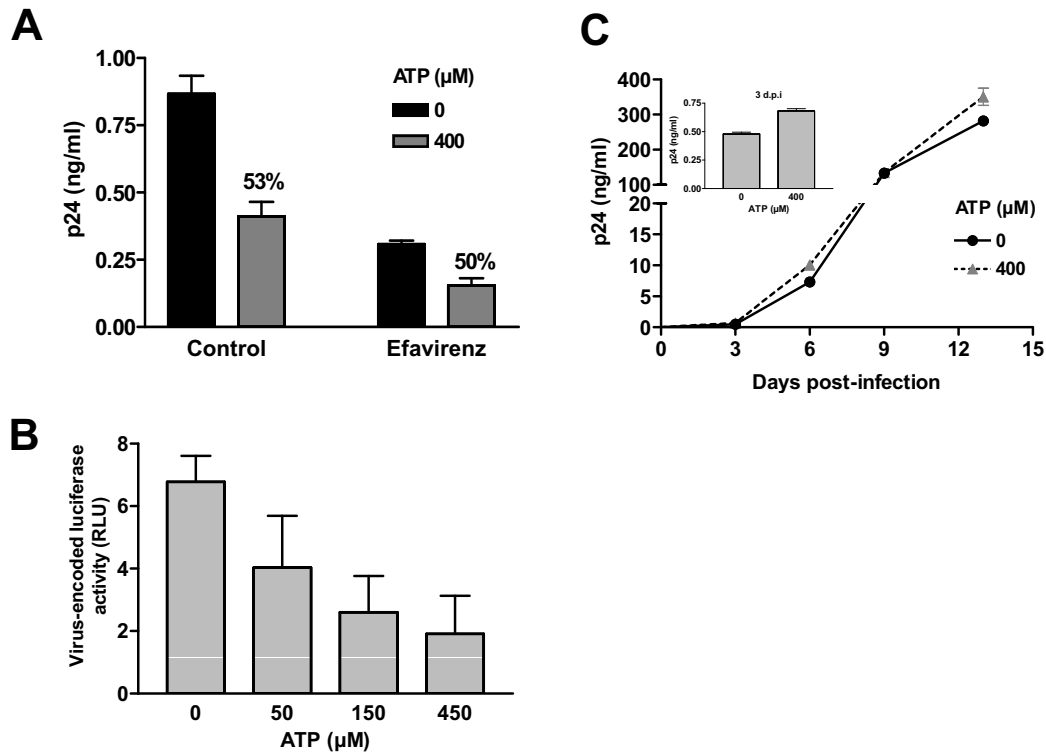 A
1.00
0.75
0.50
0.25
0.00
p24 (ng/ml)
ATP (µM)
0
400
53%
50%
Control
Efavirenz
B
8
6
4
2
0
Virus-encoded luciferase
activity (RLU)
0 50 150 450
ATP (µM)
C
400
300
200
100
20
15
10
5
0
p24 (ng/ml)
3 d.p.i
0.75
0.50
0.25
0.00
p24 (ng/ml)
0 400
ATP (µM)
ATP (µM)
0
400
0 3 6 9 12 15
Days post-infection